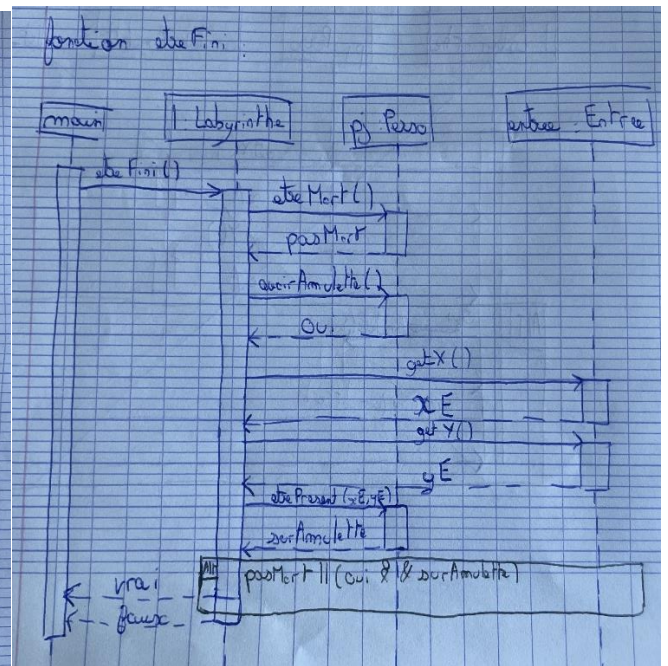 fonction etreFini :
main
l : Labyrinthe
pj : Perso
entree : Entree
etreFini()
etreMort()
pasMort
avoirAmulette()
oui
getX()
xE
getY()
yE
etrePresent(xE, yE)
surAmulette
Alt
pasMort || (oui && surAmulette)
vrai
faux